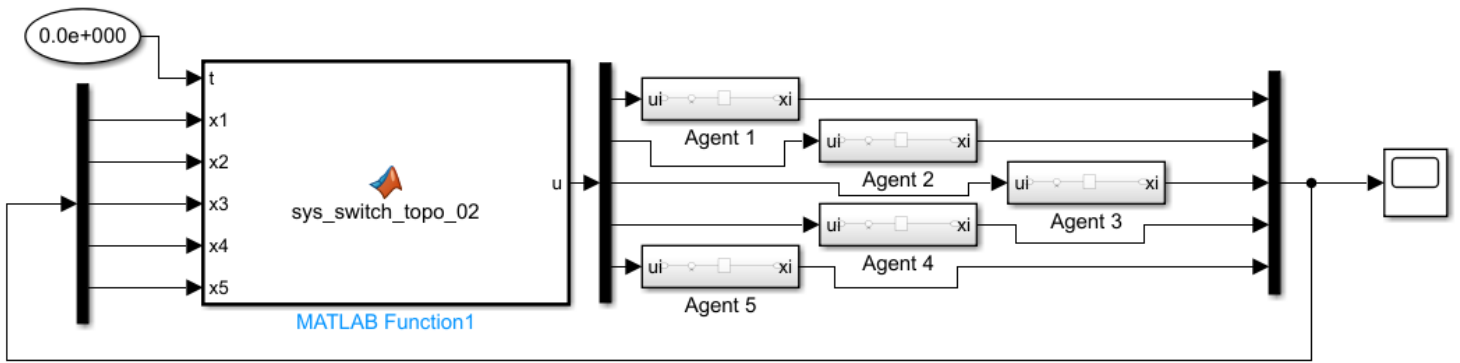 0.0e+000
t
x1
x2
x3
x4
x5
u
sys_switch_topo_02
MATLAB Function1
ui xi
Agent 1
ui xi
Agent 2
ui xi
Agent 3
ui xi
Agent 4
ui xi
Agent 5